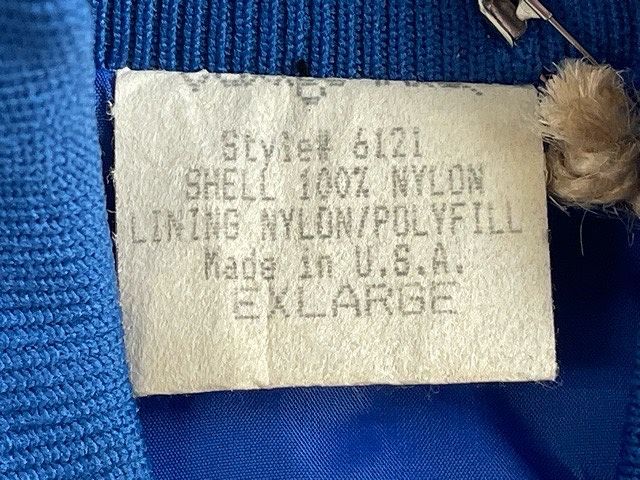 Style# 6121
SHELL 100% NYLON
LINING NYLON/POLYFILL
Made in U.S.A.
EXLARGE